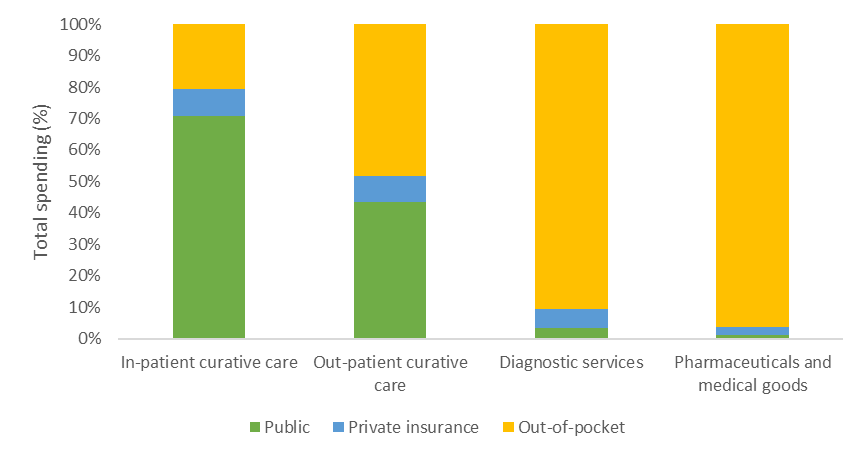 100%
90%
80%
70%
60%
50%
40%
30%
20%
10%
0%
Total spending (%)
In-patient curative care
Out-patient curative
care
Diagnostic services
Pharmaceuticals and
medical goods
Public
Private insurance
Out-of-pocket